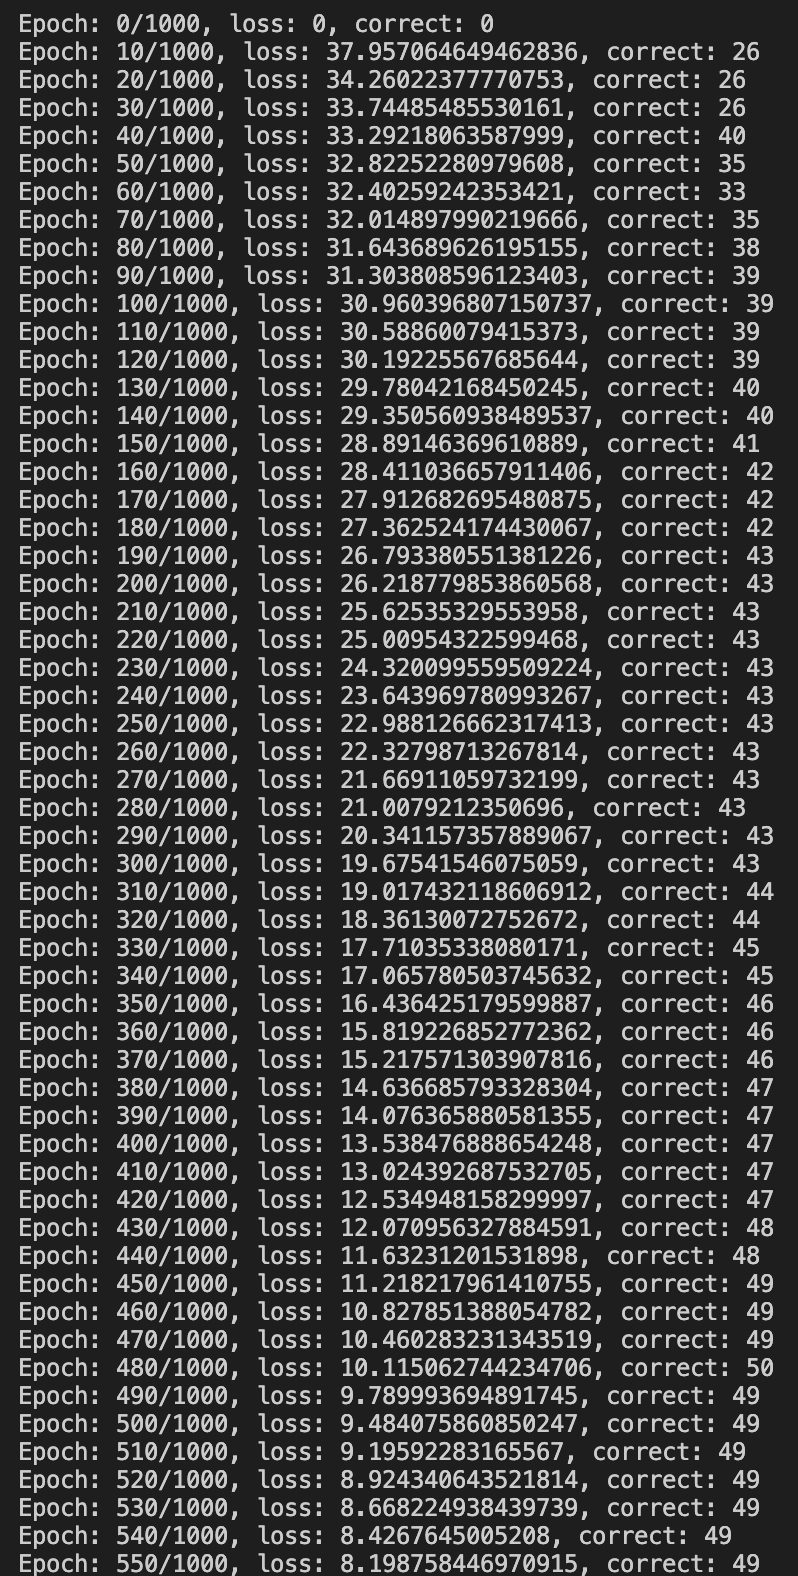 Epoch: 0/1000, loss: 0, correct: 0
Epoch: 10/1000, loss: 37.957064649462836, correct: 26
Epoch: 20/1000, loss: 34.26022377770753, correct: 26
Epoch: 30/1000, loss: 33.74485485530161, correct: 26
Epoch: 40/1000, loss: 33.29218063587999, correct: 40
Epoch: 50/1000, loss: 32.82252280979608, correct: 35
Epoch: 60/1000, loss: 32.40259242353421, correct: 33
Epoch: 70/1000, loss: 32.014897990219666, correct: 35
Epoch: 80/1000, loss: 31.643689626195155, correct: 38
Epoch: 90/1000, loss: 31.303808596123403, correct: 39
Epoch: 100/1000, loss: 30.960396807150737, correct: 39
Epoch: 110/1000, loss: 30.58860079415373, correct: 39
Epoch: 120/1000, loss: 30.19225567685644, correct: 39
Epoch: 130/1000, loss: 29.78042168450245, correct: 40
Epoch: 140/1000, loss: 29.350560938489537, correct: 40
Epoch: 150/1000, loss: 28.89146369610889, correct: 41
Epoch: 160/1000, loss: 28.411036657911406, correct: 42
Epoch: 170/1000, loss: 27.912682695480875, correct: 42
Epoch: 180/1000, loss: 27.362524174430067, correct: 42
Epoch: 190/1000, loss: 26.793380551381226, correct: 43
Epoch: 200/1000, loss: 26.218779853860568, correct: 43
Epoch: 210/1000, loss: 25.62535329553958, correct: 43
Epoch: 220/1000, loss: 25.00954322599468, correct: 43
Epoch: 230/1000, loss: 24.320099559509224, correct: 43
Epoch: 240/1000, loss: 23.643969780993267, correct: 43
Epoch: 250/1000, loss: 22.988126662317413, correct: 43
Epoch: 260/1000, loss: 22.32798713267814, correct: 43
Epoch: 270/1000, loss: 21.66911059732199, correct: 43
Epoch: 280/1000, loss: 21.0079212350696, correct: 43
Epoch: 290/1000, loss: 20.341157357889067, correct: 43
Epoch: 300/1000, loss: 19.67541546075059, correct: 43
Epoch: 310/1000, loss: 19.017432118606912, correct: 44
Epoch: 320/1000, loss: 18.36130072752672, correct: 44
Epoch: 330/1000, loss: 17.71035338080171, correct: 45
Epoch: 340/1000, loss: 17.065780503745632, correct: 45
Epoch: 350/1000, loss: 16.436425179599887, correct: 46
Epoch: 360/1000, loss: 15.819226852772362, correct: 46
Epoch: 370/1000, loss: 15.217571303907816, correct: 46
Epoch: 380/1000, loss: 14.636685793328304, correct: 47
Epoch: 390/1000, loss: 14.076365880581355, correct: 47
Epoch: 400/1000, loss: 13.538476888654248, correct: 47
Epoch: 410/1000, loss: 13.024392687532705, correct: 47
Epoch: 420/1000, loss: 12.534948158299997, correct: 47
Epoch: 430/1000, loss: 12.070956327884591, correct: 48
Epoch: 440/1000, loss: 11.63231201531898, correct: 48
Epoch: 450/1000, loss: 11.218217961410755, correct: 49
Epoch: 460/1000, loss: 10.827851388054782, correct: 49
Epoch: 470/1000, loss: 10.460283231343519, correct: 49
Epoch: 480/1000, loss: 10.115062744234706, correct: 50
Epoch: 490/1000, loss: 9.789993694891745, correct: 49
Epoch: 500/1000, loss: 9.484075860850247, correct: 49
Epoch: 510/1000, loss: 9.19592283165567, correct: 49
Epoch: 520/1000, loss: 8.924340643521814, correct: 49
Epoch: 530/1000, loss: 8.668224938439739, correct: 49
Epoch: 540/1000, loss: 8.4267645005208, correct: 49
Epoch: 550/1000, loss: 8.198758446970915, correct: 49